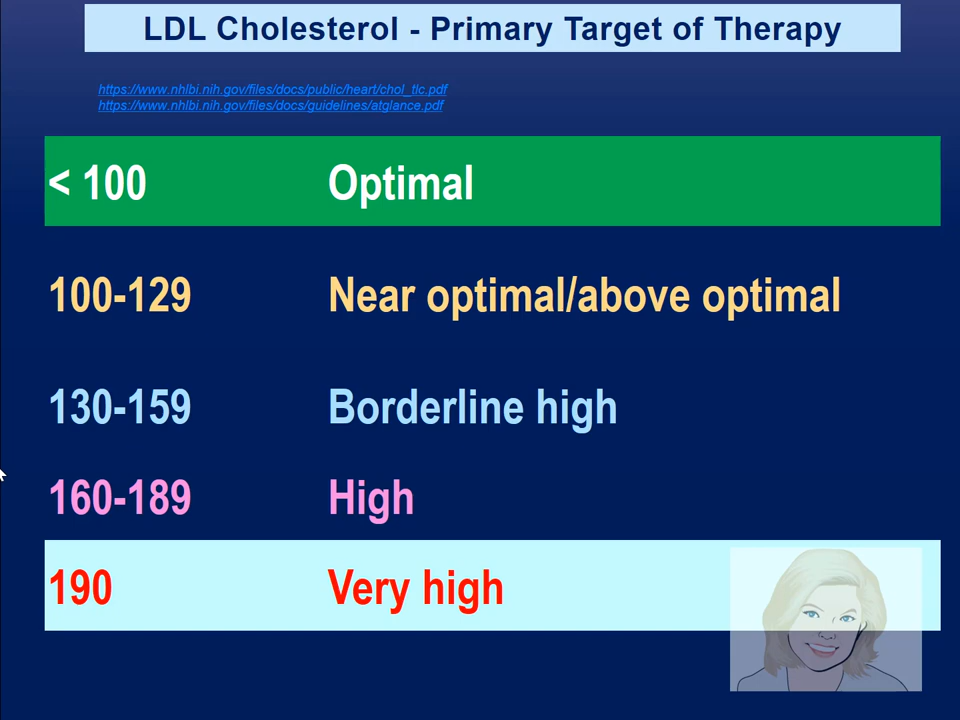 LDL Cholesterol - Primary Target of Therapy
https://www.nhlbi.nih.gov/files/docs/public/heart/chol_tlc.pdf
https://www.nhlbi.nih.gov/files/docs/guidelines/atglance.pdf
< 100 Optimal
100-129 Near optimal/above optimal
130-159 Borderline high
160-189 High
190 Very high